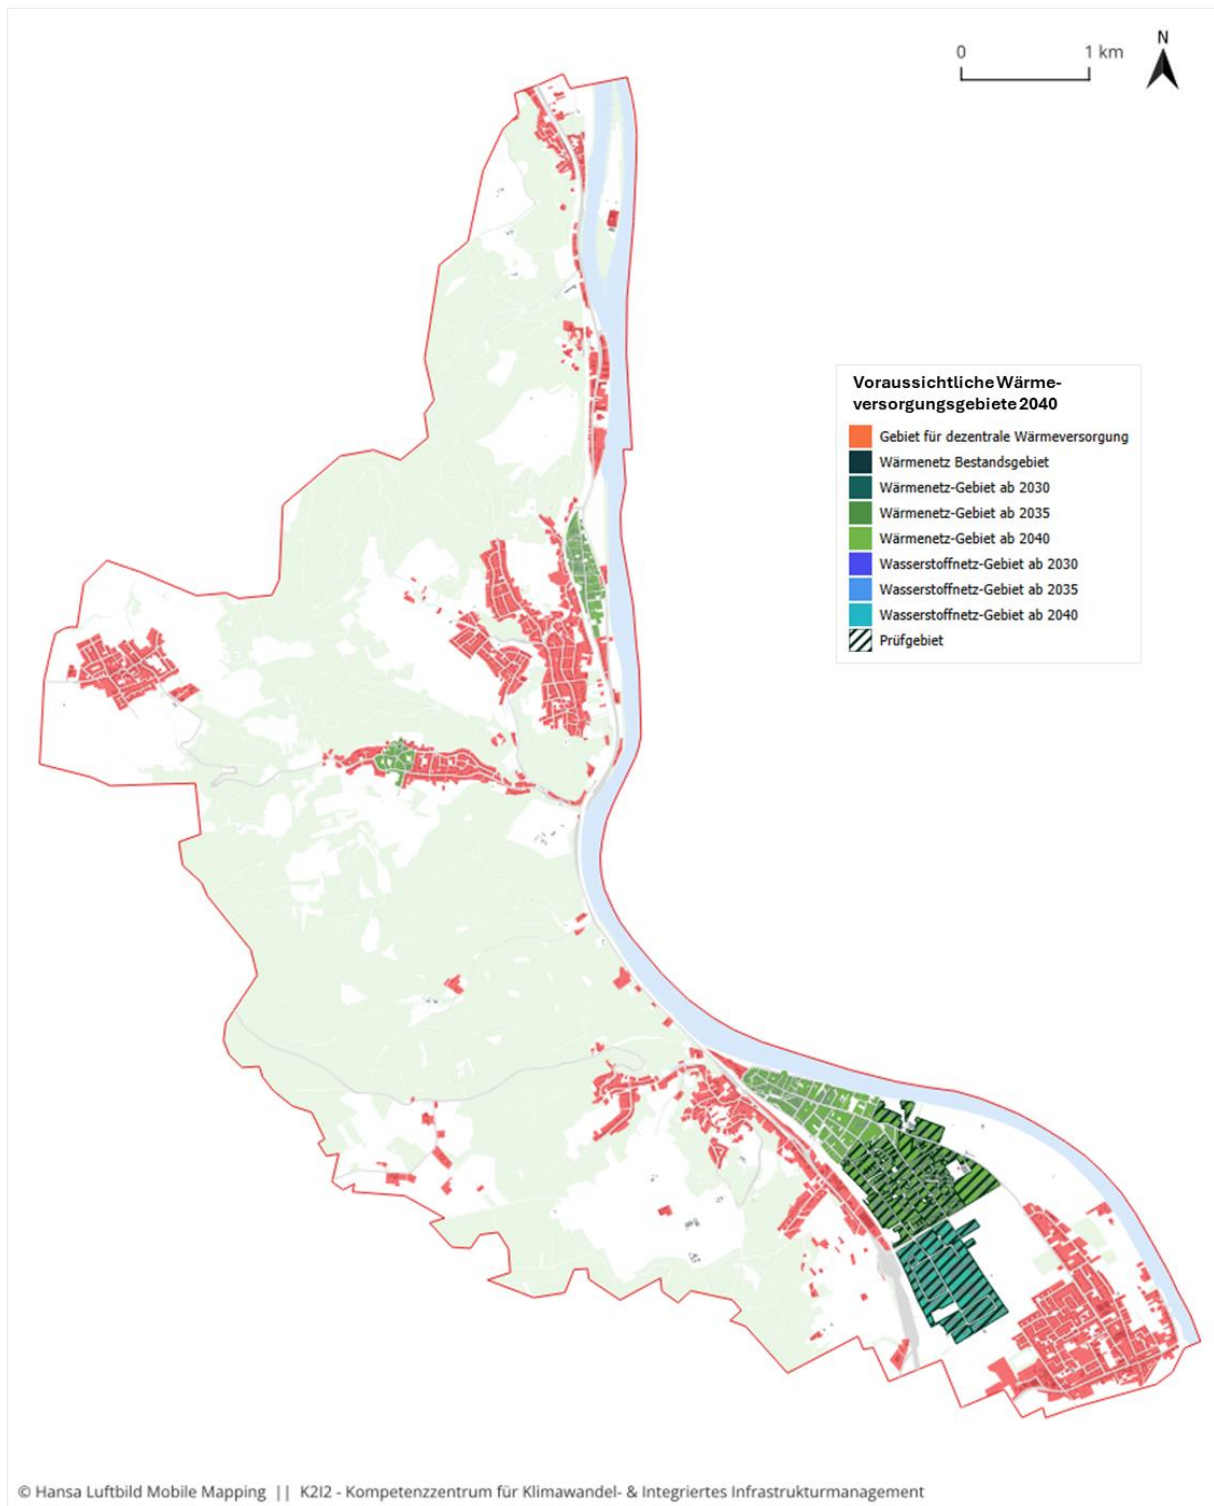 N
0 1 km
Voraussichtliche Wärme-
versorgungsgebiete 2040
Gebiet für dezentrale Wärmeversorgung
Wärmenetz Bestandsgebiet
Wärmenetz-Gebiet ab 2030
Wärmenetz-Gebiet ab 2035
Wärmenetz-Gebiet ab 2040
Wasserstoffnetz-Gebiet ab 2030
Wasserstoffnetz-Gebiet ab 2035
Wasserstoffnetz-Gebiet ab 2040
Prüfgebiet
© Hansa Luftbild Mobile Mapping || K2I2 - Kompetenzzentrum für Klimawandel- & Integriertes Infrastrukturmanagement